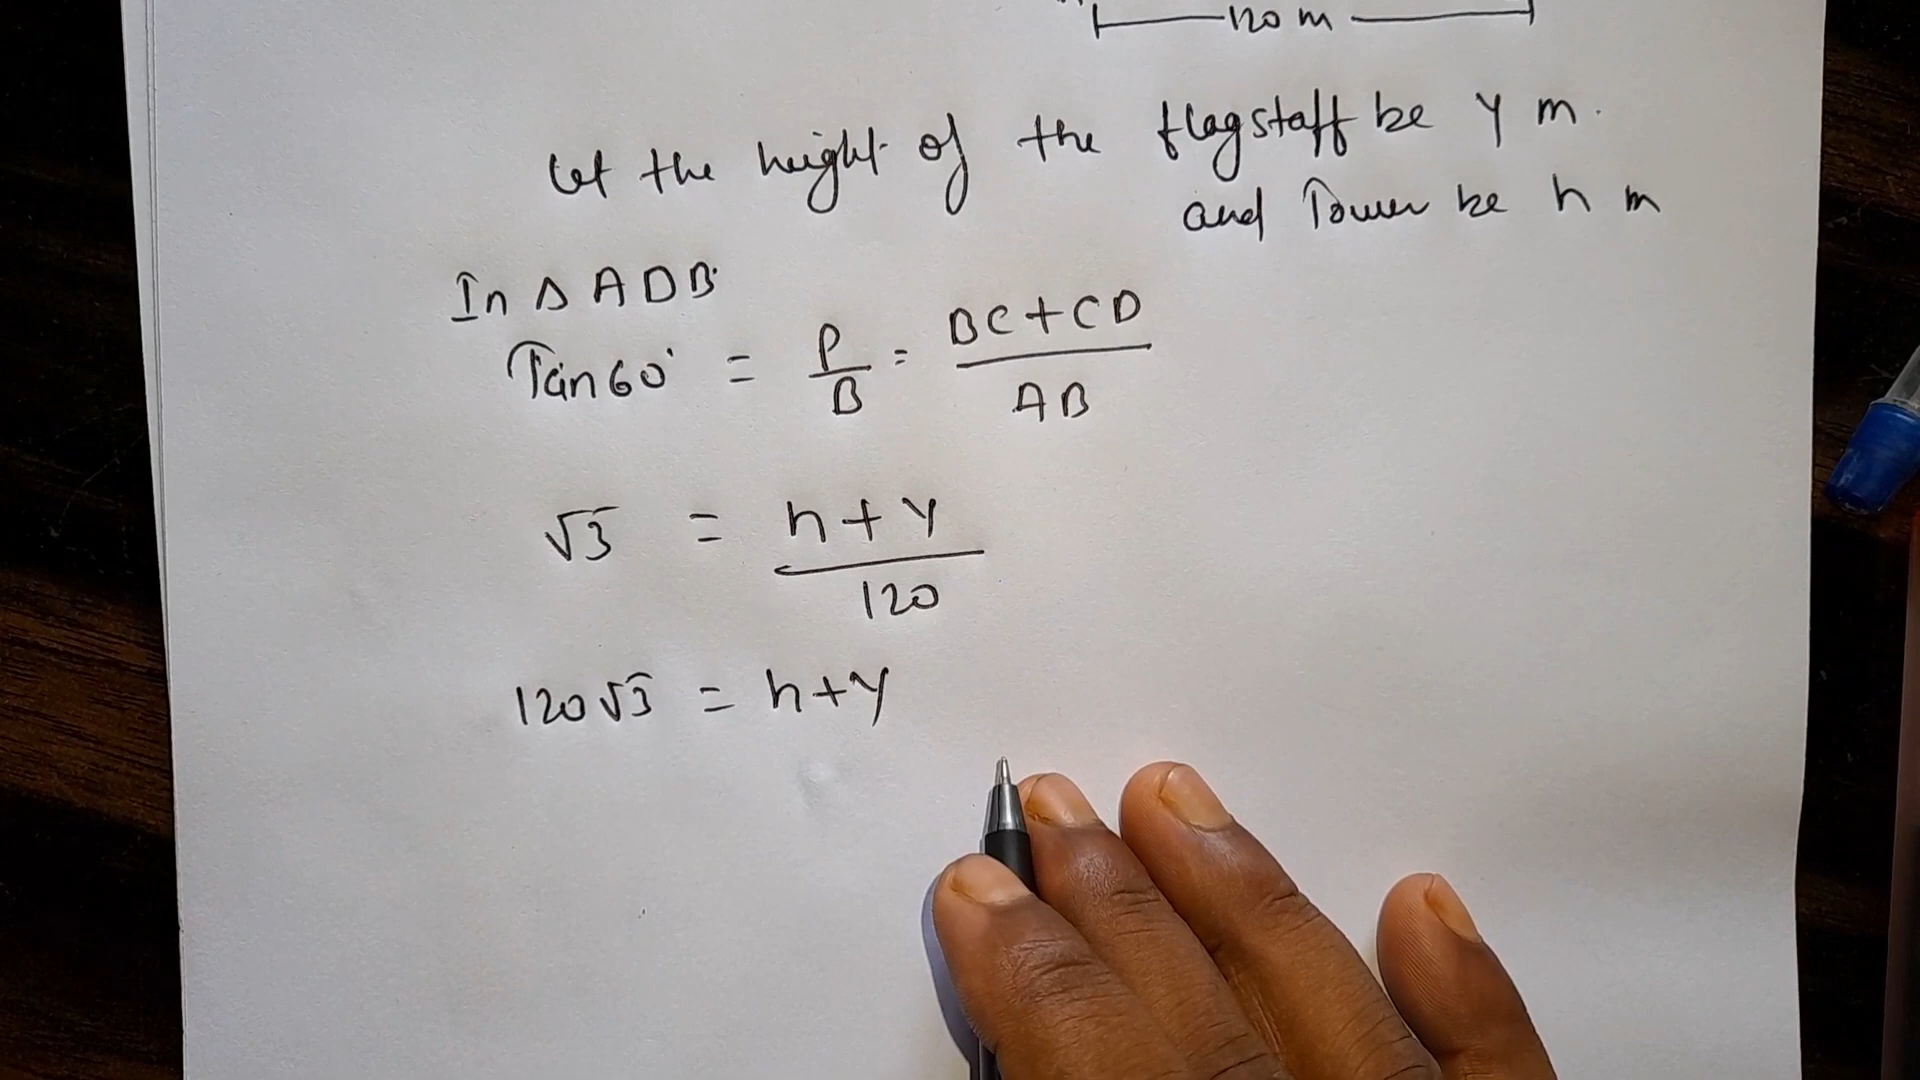 120 m
Let the height of the flagstaff be y m.
and Tower be h m
In Δ ADB
Tan60° = P/B = BC+CD/AB
√3 = h+y/120
120√3 = h+y